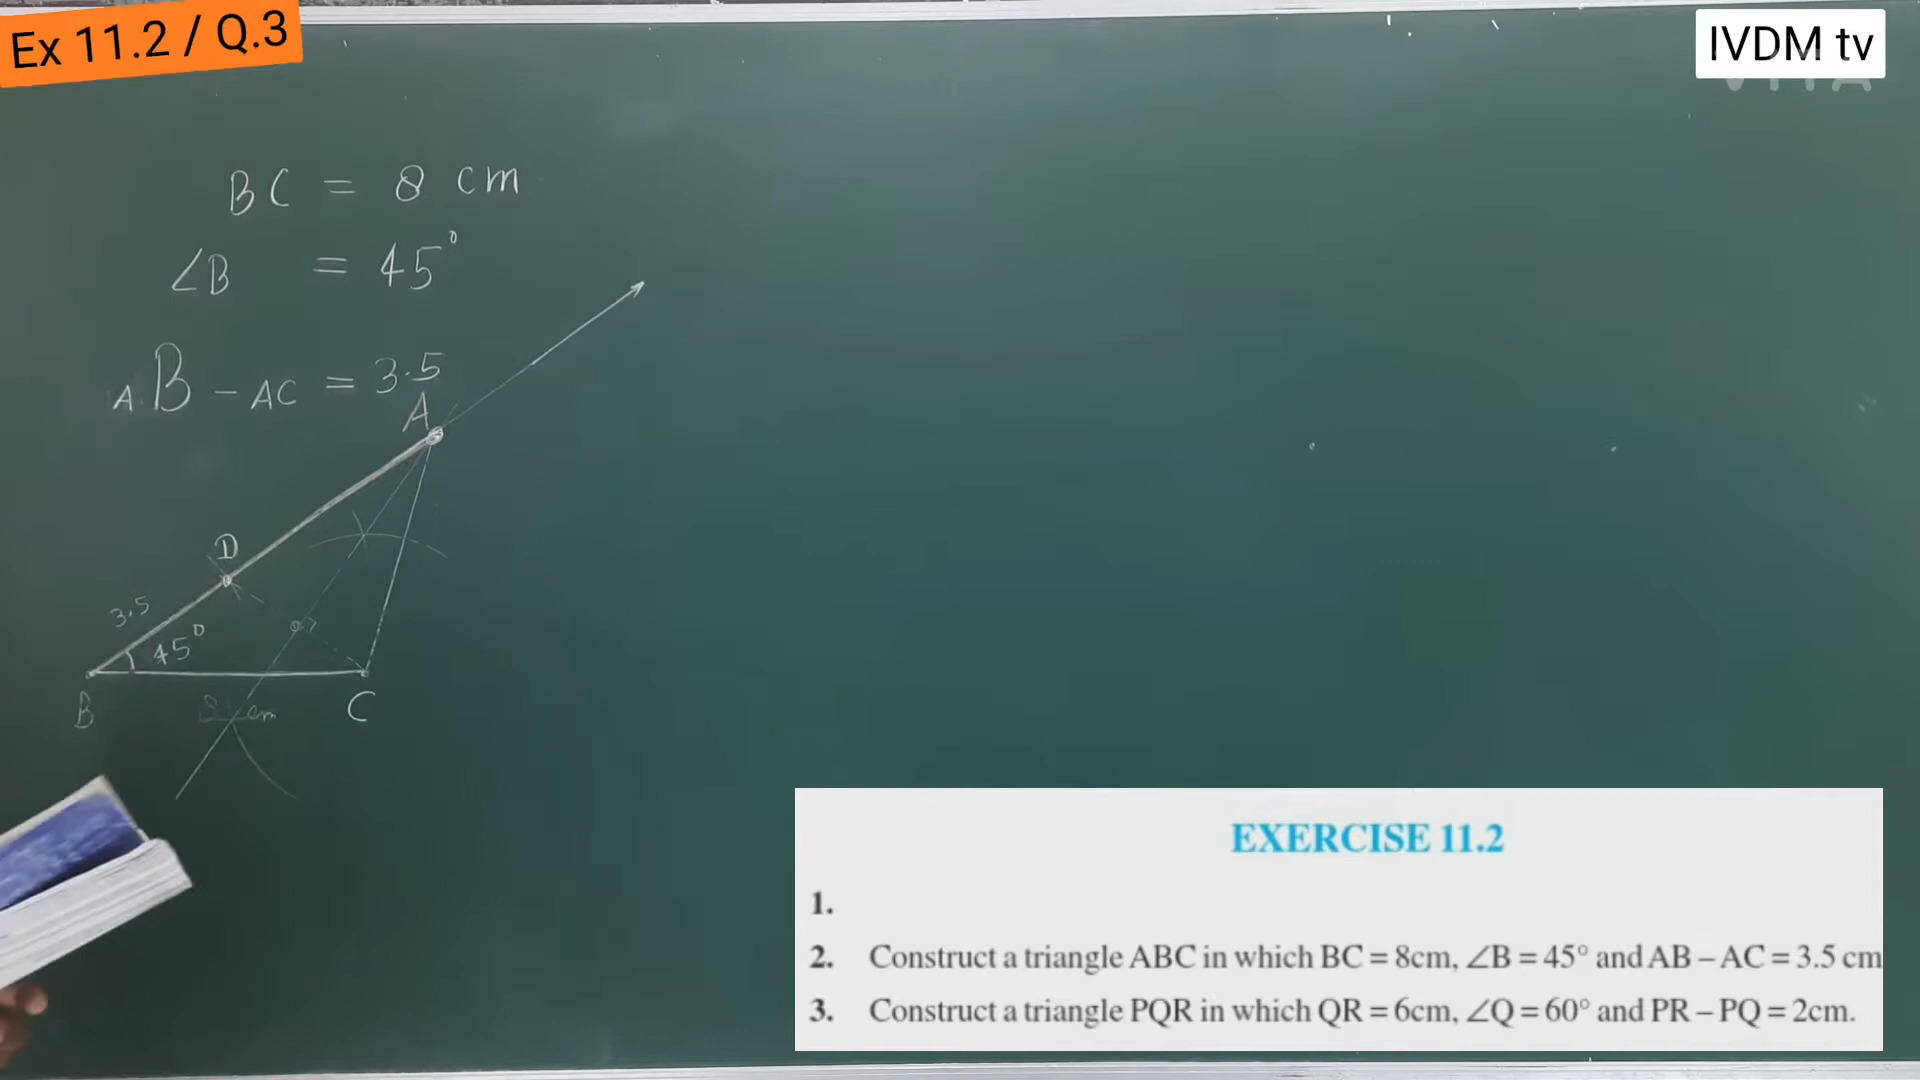 Ex 11.2 / Q.3
IVDM tv
BC = 8 cm
∠B = 45°
AB - AC = 3.5
A
D
3.5
45°
B
cm
C
EXERCISE 11.2
1.
2. Construct a triangle ABC in which BC = 8cm, ∠B = 45° and AB – AC = 3.5 cm
3. Construct a triangle PQR in which QR = 6cm, ∠Q = 60° and PR – PQ = 2cm.